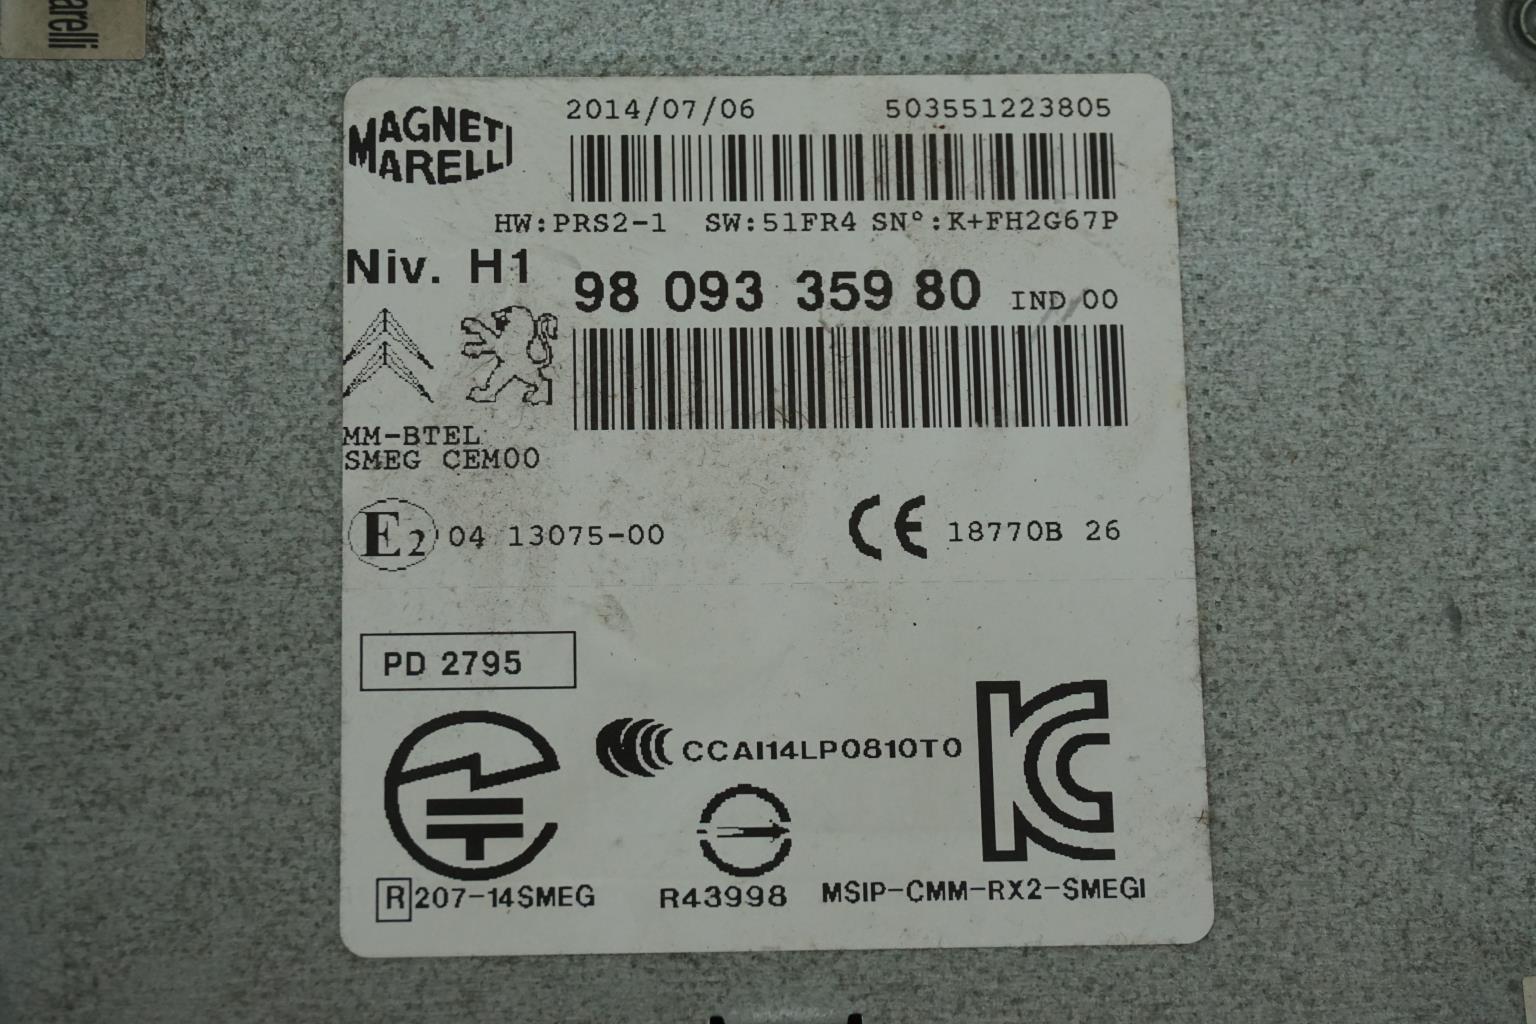 arelli
MAGNETI
MARELLI
2014/07/06 503551223805
HW:PRS2-1 SW:51FR4 SN°:K+FH2G67P
Niv. H1
98 093 359 80 IND 00
MM-BTEL
SMEG CEM00
E2 04 13075-00
CE 18770B 26
PD 2795
CCAI14LP0810T0
R 207-14SMEG
R43998
MSIP-CMM-RX2-SMEGI